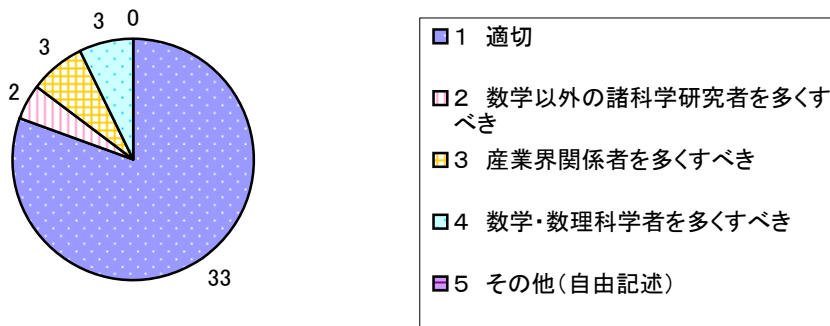 3 0
3
2
33
1 適切
2 数学以外の諸科学研究者を多くす
べき
3 産業界関係者を多くすべき
4 数学・数理科学者を多くすべき
5 その他(自由記述)